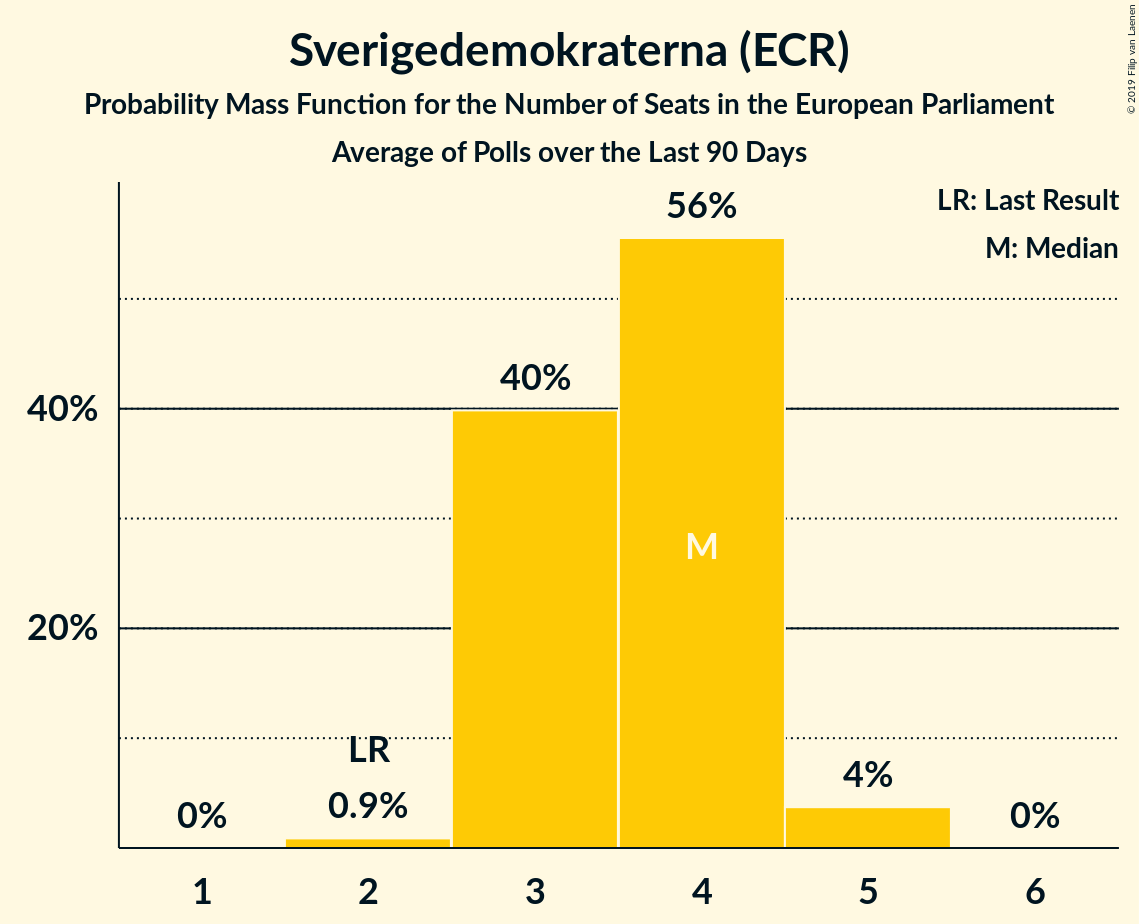 Sverigedemokraterna (ECR)
Probability Mass Function for the Number of Seats in the European Parliament
Average of Polls over the Last 90 Days
© 2019 Filip van Laenen
LR: Last Result
M: Median
56%
40%
40%
M
20%
LR
0.9%
4%
0%
0%
1 2 3 4 5 6